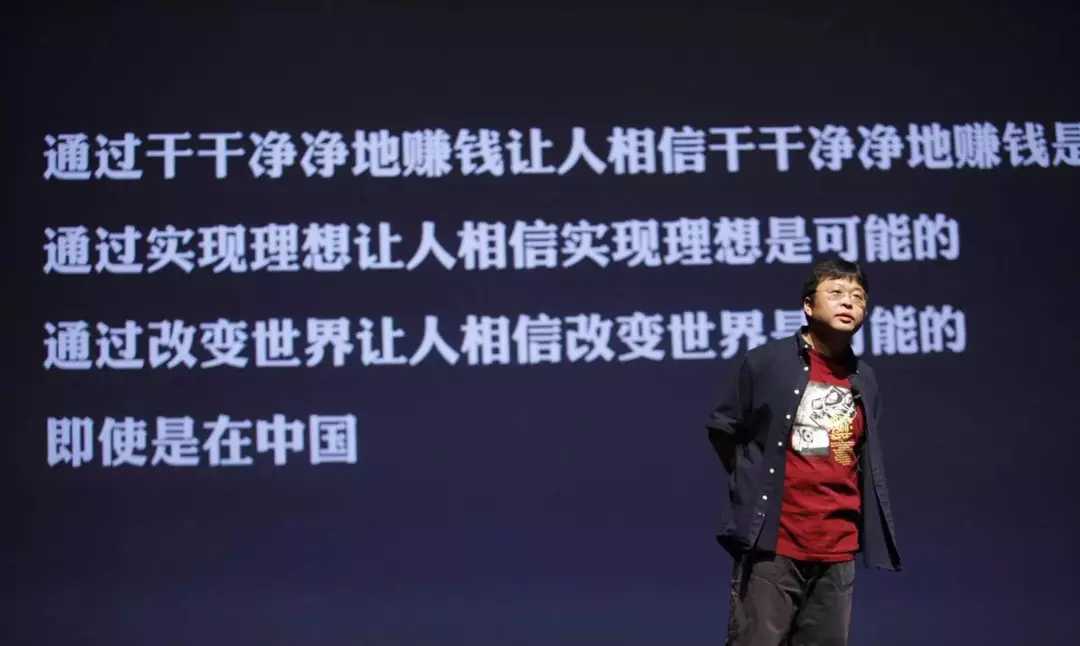 通过干干净净地赚钱让人相信干干净净地赚钱是
通过实现理想让人相信实现理想是可能的
通过改变世界让人相信改变世界是可能的
即使是在中国